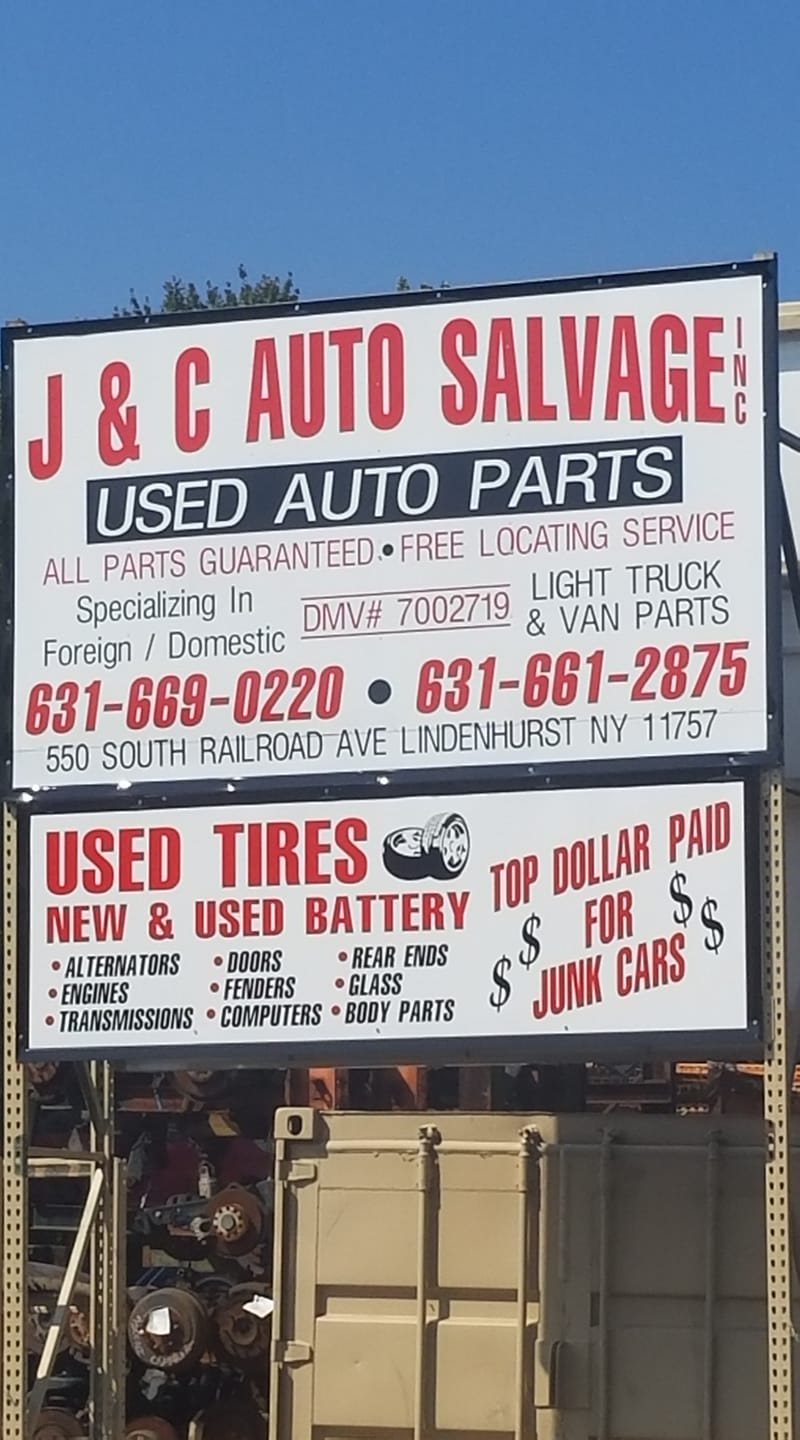 J & C AUTO SALVAGE INC
USED AUTO PARTS
ALL PARTS GUARANTEED • FREE LOCATING SERVICE
Specializing In
Foreign / Domestic
DMV# 7002719
LIGHT TRUCK
& VAN PARTS
631-669-0220 • 631-661-2875
550 SOUTH RAILROAD AVE LINDENHURST NY 11757
USED TIRES
NEW & USED BATTERY
• ALTERNATORS
• ENGINES
• TRANSMISSIONS
• DOORS
• FENDERS
• COMPUTERS
• REAR ENDS
• GLASS
• BODY PARTS
TOP DOLLAR PAID
$ FOR $
$ JUNK CARS $